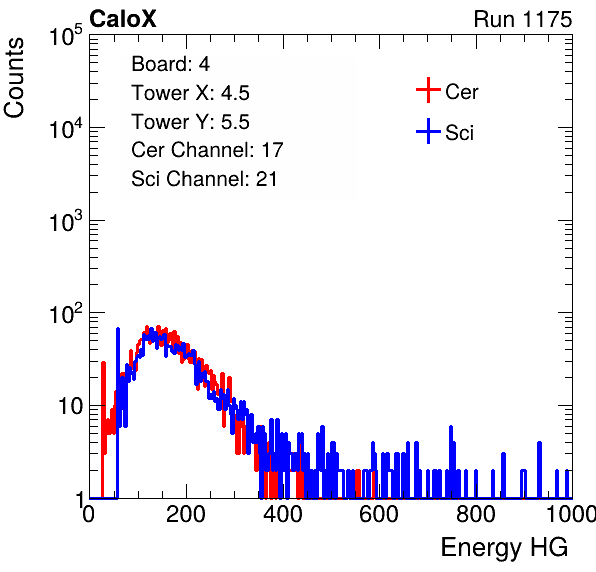 CaloX Run 1175
Counts
Board: 4
Tower X: 4.5
Tower Y: 5.5
Cer Channel: 17
Sci Channel: 21
Cer
Sci
10^5
10^4
10^3
10^2
10
1
0 200 400 600 800 1000
Energy HG